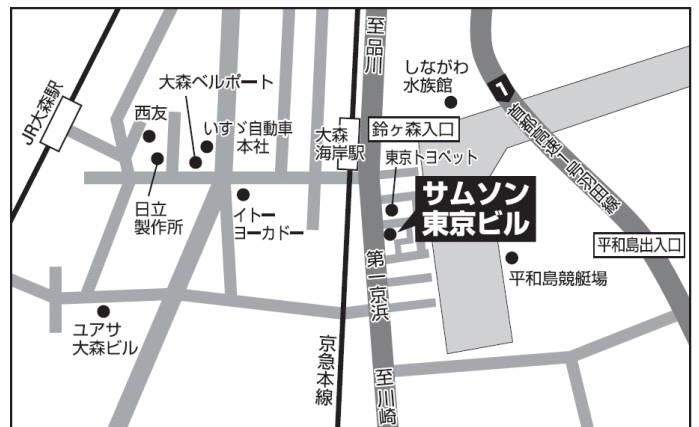 至品川
しながわ
水族館
1
首都高速1号羽田線
JR大森駅
大森ベルポート
西友
いすゞ自動車
本社
大森
海岸駅
鈴ヶ森入口
東京トヨペット
サムソン
東京ビル
日立
製作所
イトー
ヨーカドー
平和島出入口
平和島競艇場
第一京浜
ユアサ
大森ビル
京急本線
至川崎